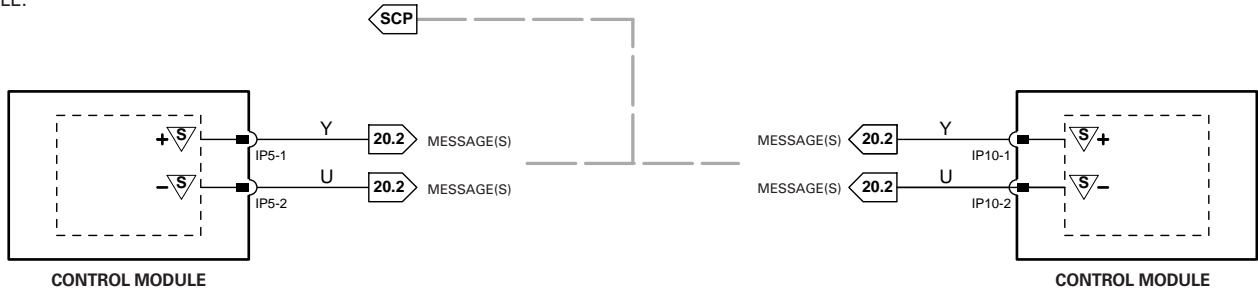 LE.
SCP
+ S Y 20.2 MESSAGE(S)
IP5-1
– S U 20.2 MESSAGE(S)
IP5-2
CONTROL MODULE
MESSAGE(S) 20.2 Y S +
IP10-1
MESSAGE(S) 20.2 U S –
IP10-2
CONTROL MODULE